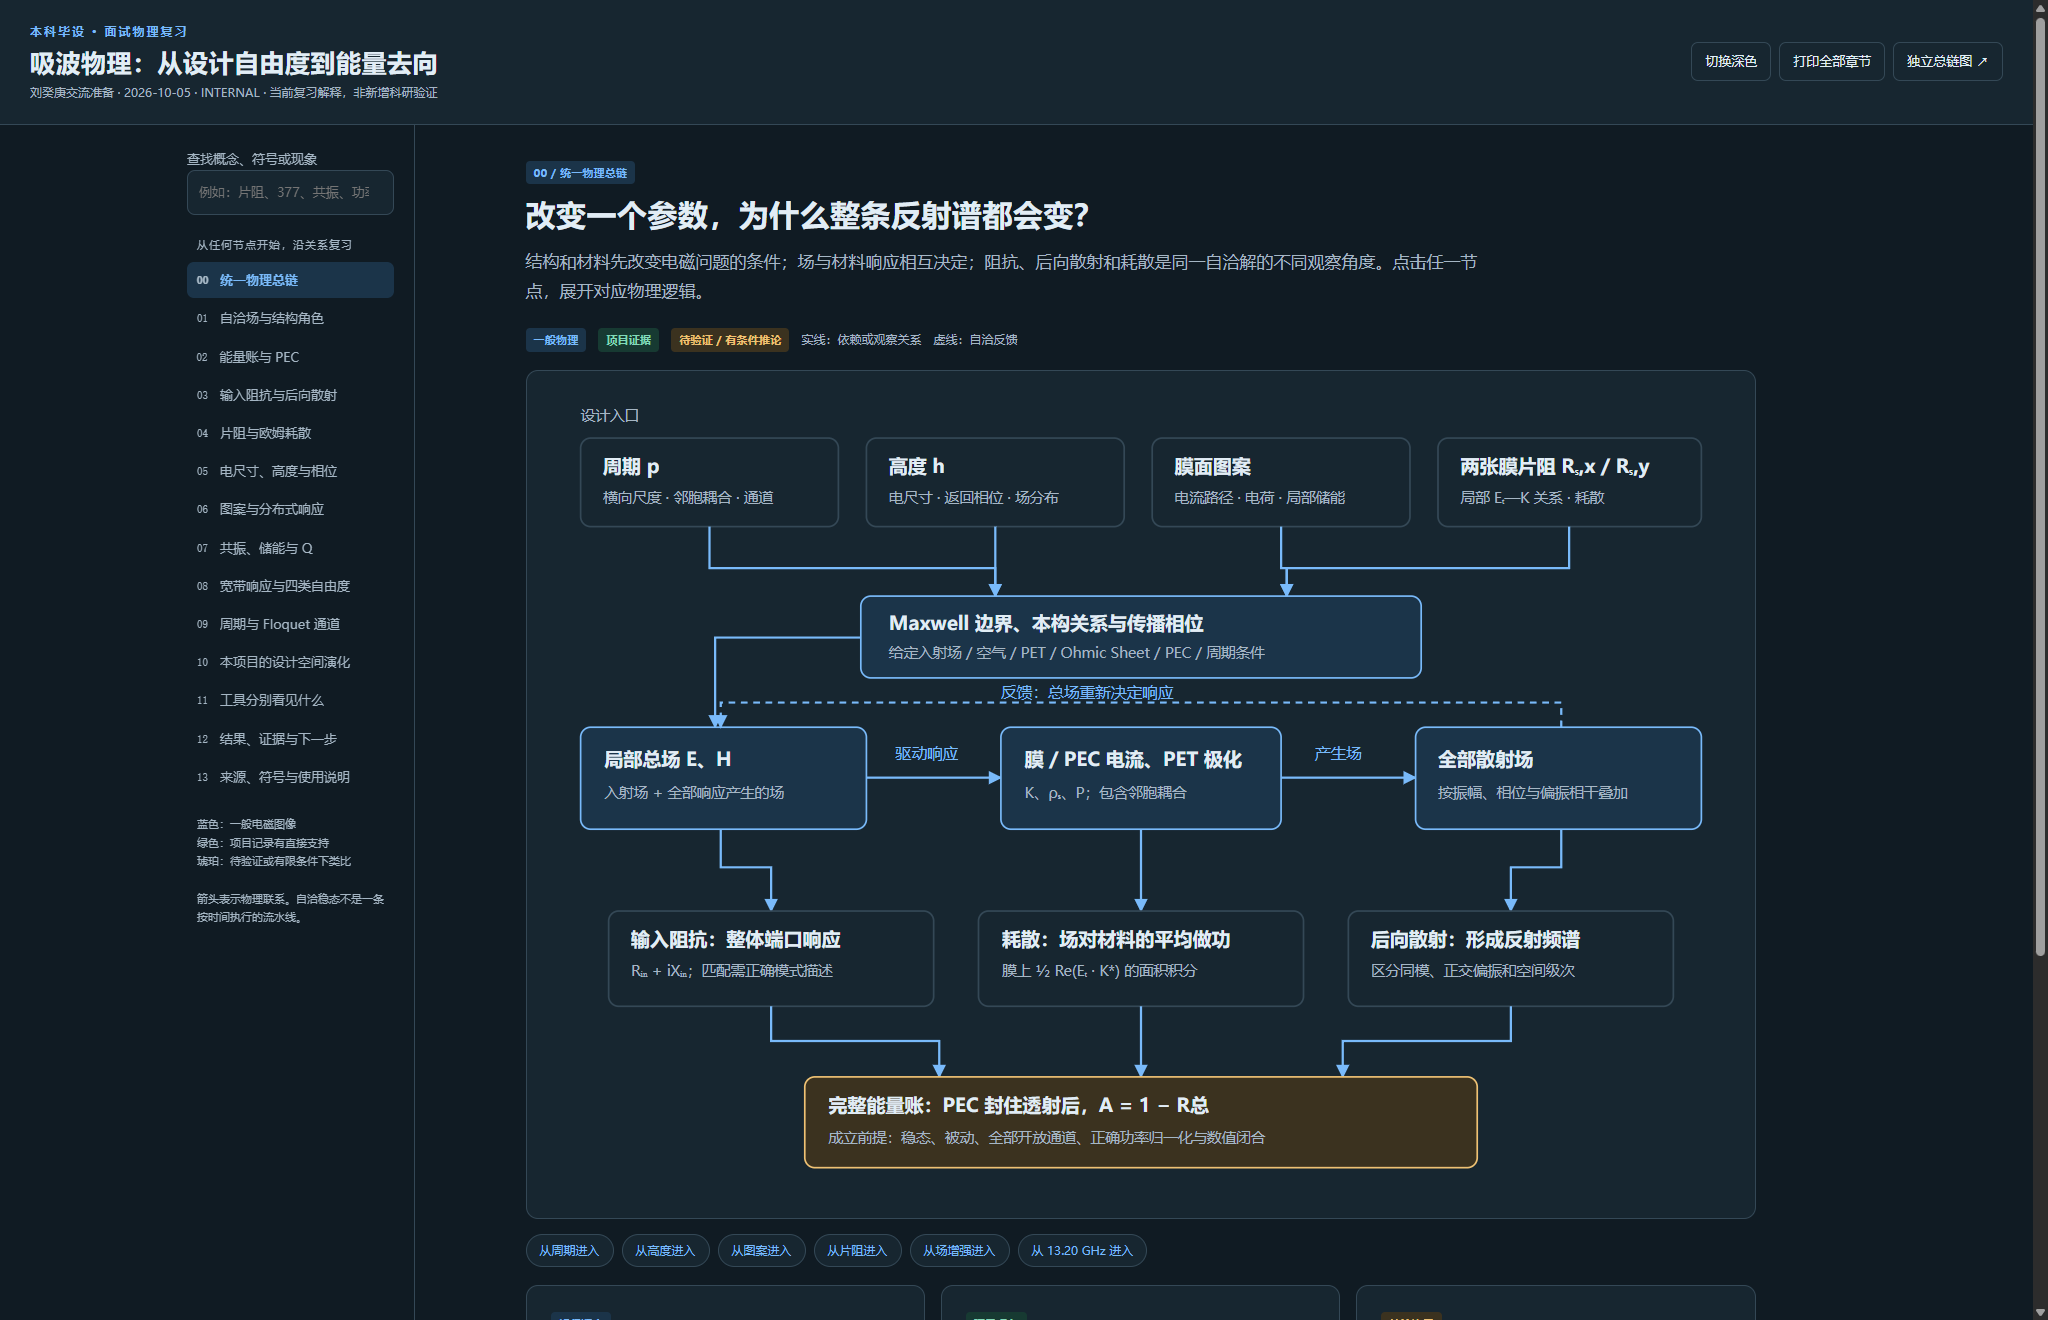 本科毕设 • 面试物理复习
吸波物理：从设计自由度到能量去向
刘癸庚交流准备 · 2026-10-05 · INTERNAL · 当前复习解释，非新增科研验证
切换深色
打印全部章节
独立总链图 ↗
查找概念、符号或现象
例如：片阻、377、共振、功率
从任何节点开始，沿关系复习
00 统一物理总链
01 自洽场与结构角色
02 能量账与 PEC
03 输入阻抗与后向散射
04 片阻与欧姆耗散
05 电尺寸、高度与相位
06 图案与分布式响应
07 共振、储能与 Q
08 宽带响应与四类自由度
09 周期与 Floquet 通道
10 本项目的设计空间演化
11 工具分别看见什么
12 结果、证据与下一步
13 来源、符号与使用说明
蓝色：一般电磁图像
绿色：项目记录有直接支持
琥珀：待验证或有限条件下类比
箭头表示物理联系。自洽稳态不是一条
按时间执行的流水线。
00 / 统一物理总链
改变一个参数，为什么整条反射谱都会变？
结构和材料先改变电磁问题的条件；场与材料响应相互决定；阻抗、后向散射和耗散是同一自洽解的不同观察角度。点击任一节
点，展开对应物理逻辑。
一般物理
项目证据
待验证 / 有条件推论
实线：依赖或观察关系
虚线：自洽反馈
设计入口
周期 p
横向尺度 · 邻胞耦合 · 通道
高度 h
电尺寸 · 返回相位 · 场分布
膜面图案
电流路径 · 电荷 · 局部储能
两张膜片阻 Rₛ,x / Rₛ,y
局部 Eₜ—K 关系 · 耗散
Maxwell 边界、本构关系与传播相位
给定入射场 / 空气 / PET / Ohmic Sheet / PEC / 周期条件
反馈：总场重新决定响应
局部总场 E、H
入射场 + 全部响应产生的场
驱动响应
膜 / PEC 电流、PET 极化
K、ρₛ、P；包含邻胞耦合
产生场
全部散射场
按振幅、相位与偏振相干叠加
输入阻抗：整体端口响应
Rᵢₙ + iXᵢₙ；匹配需正确模式描述
耗散：场对材料的平均做功
膜上 ½ Re(Eₜ · K*) 的面积积分
后向散射：形成反射频谱
区分同模、正交偏振和空间级次
完整能量账：PEC 封住透射后，A = 1 − R总
成立前提：稳态、被动、全部开放通道、正确功率归一化与数值闭合
从周期进入
从高度进入
从图案进入
从片阻进入
从场增强进入
从 13.20 GHz 进入